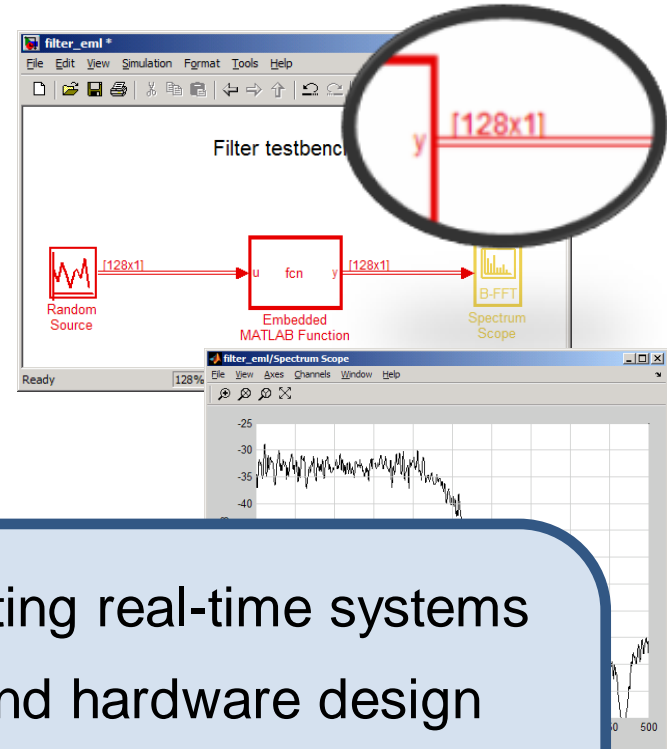 filter_eml *
File Edit View Simulation Format Tools Help
[128x1]
y
Filter testbenc
[128x1]
u fcn y
[128x1]
B-FFT
Random
Source
Embedded
MATLAB Function
Spectrum
Scope
Ready
128%
filter_eml/Spectrum Scope
File View Axes Channels Window Help
-25
-30
-35
-40
ting real-time systems
nd hardware design
500